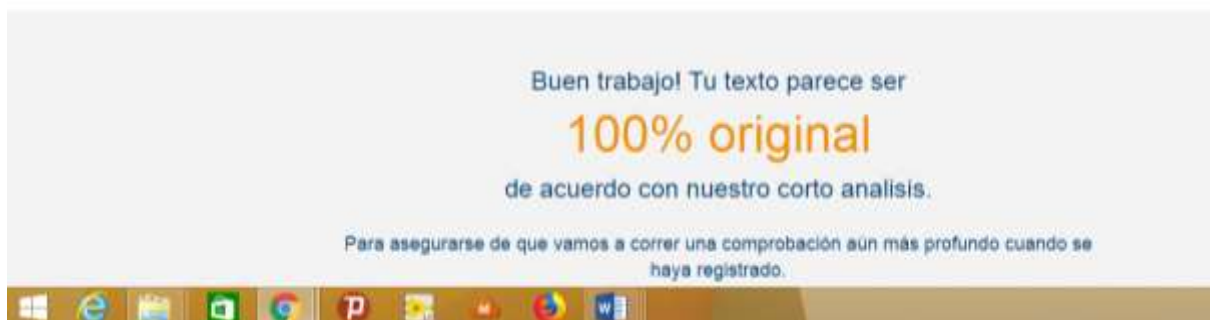 Buen trabajo! Tu texto parece ser
100% original
de acuerdo con nuestro corto analisis.
Para asegurarse de que vamos a correr una comprobación aún más profundo cuando se
haya registrado.